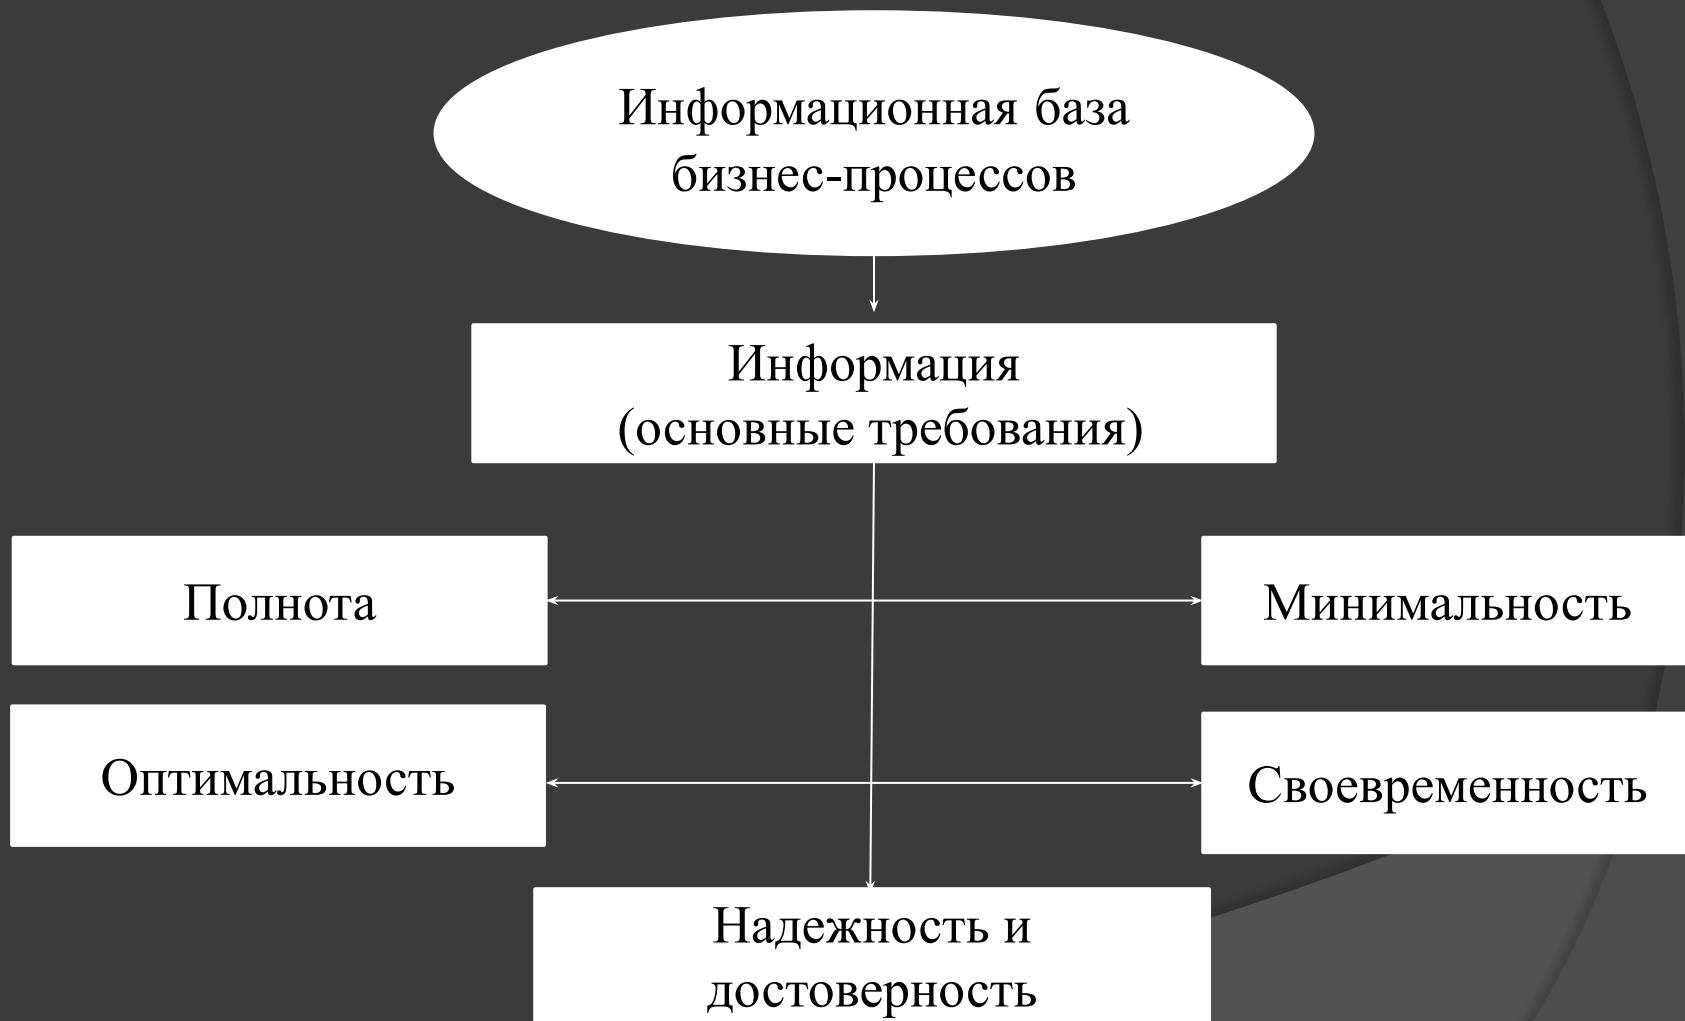 Информационная база
бизнес-процессов
Информация
(основные требования)
Полнота
Минимальность
Оптимальность
Своевременность
Надежность и
достоверность